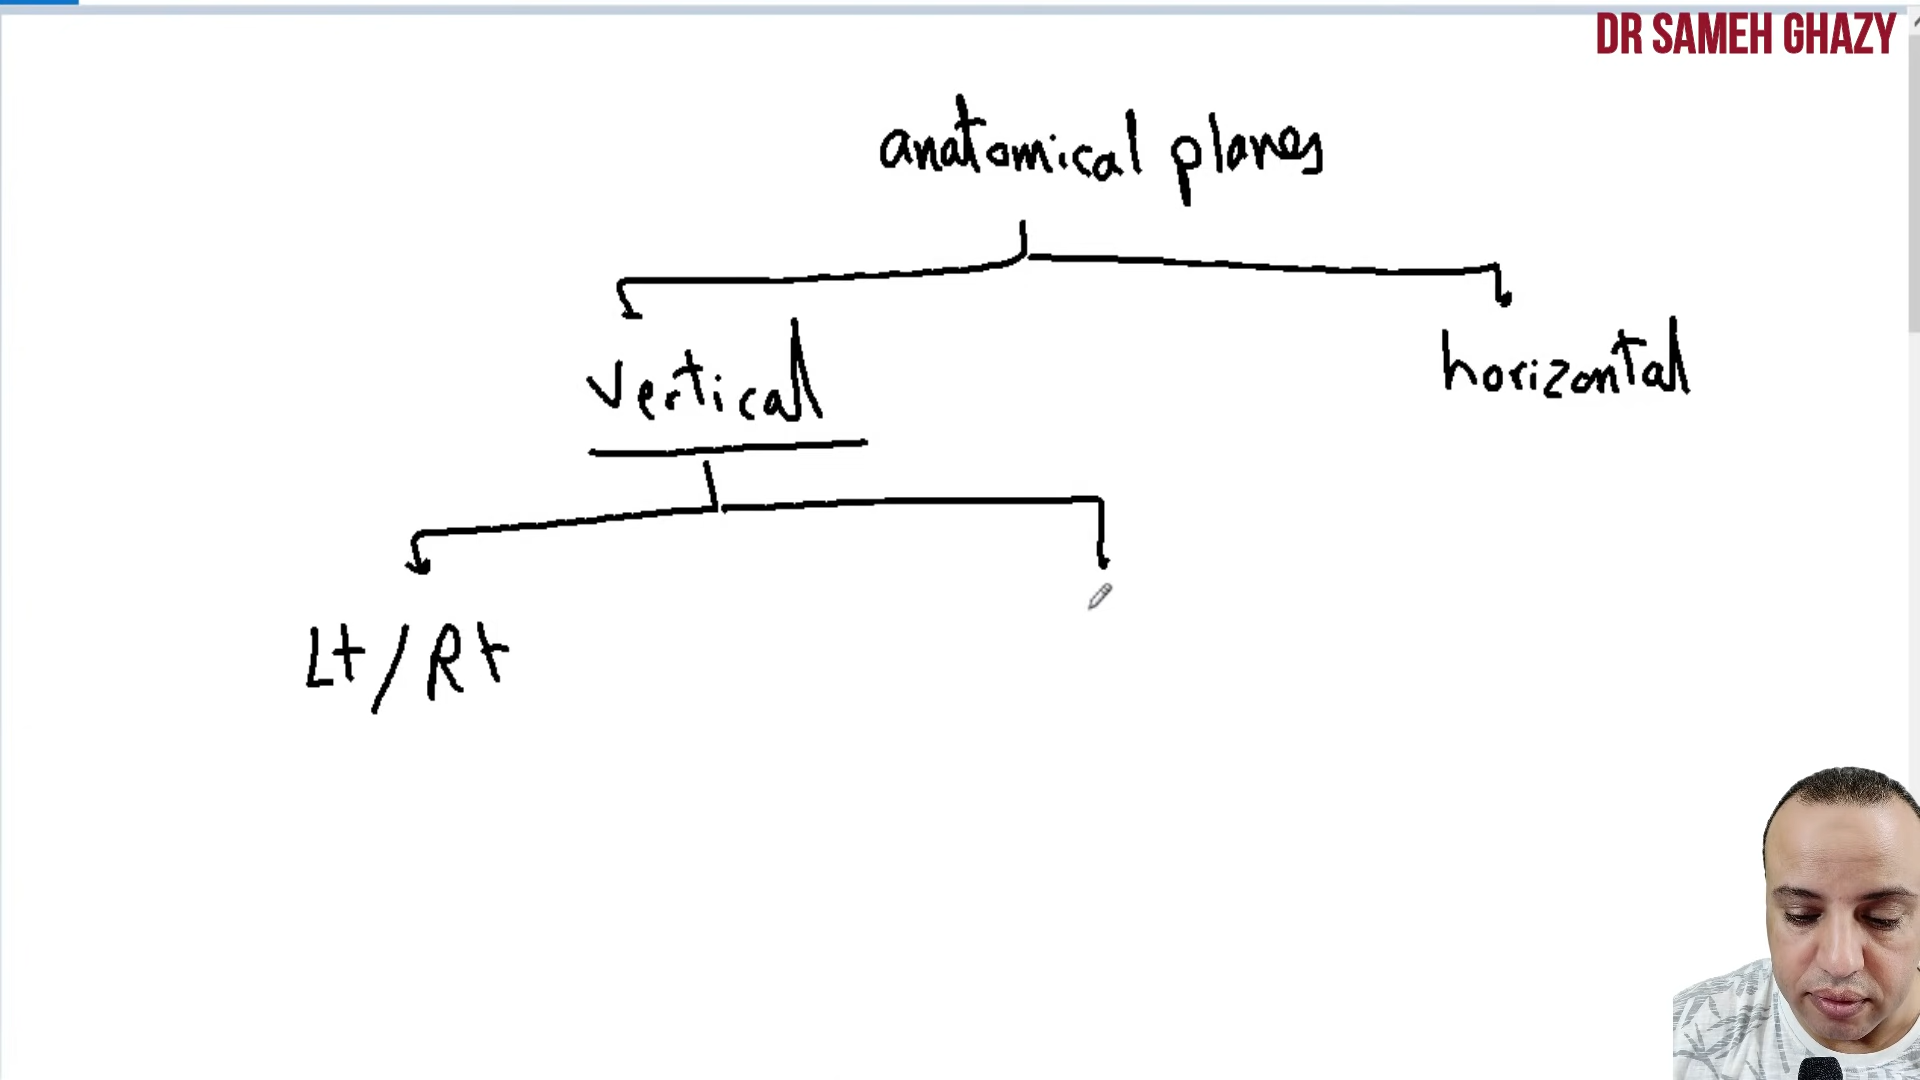 DR SAMEH GHAZY
anatomical planes
vertical
horizontal
Lt/Rt